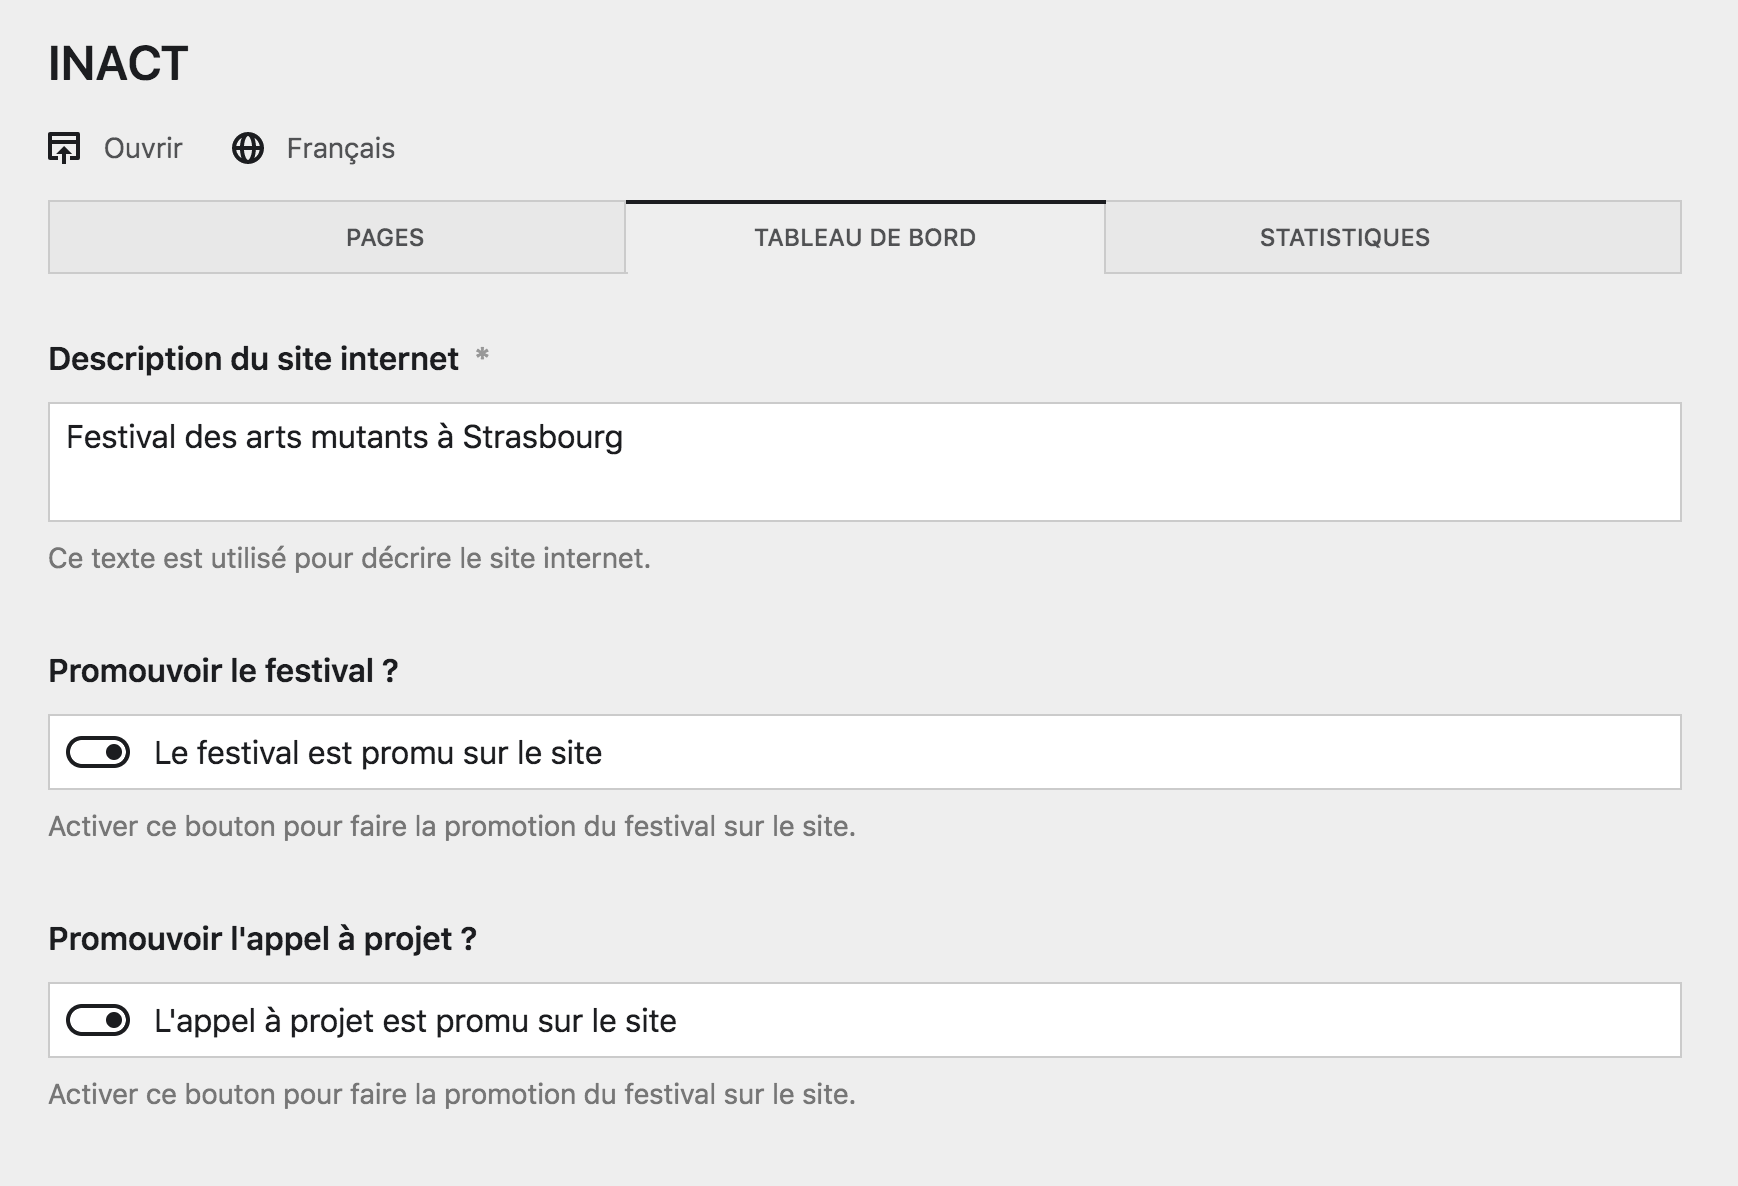 INACT
Ouvrir Français
PAGES TABLEAU DE BORD STATISTIQUES
Description du site internet *
Festival des arts mutants à Strasbourg
Ce texte est utilisé pour décrire le site internet.
Promouvoir le festival ?
Le festival est promu sur le site
Activer ce bouton pour faire la promotion du festival sur le site.
Promouvoir l'appel à projet ?
L'appel à projet est promu sur le site
Activer ce bouton pour faire la promotion du festival sur le site.